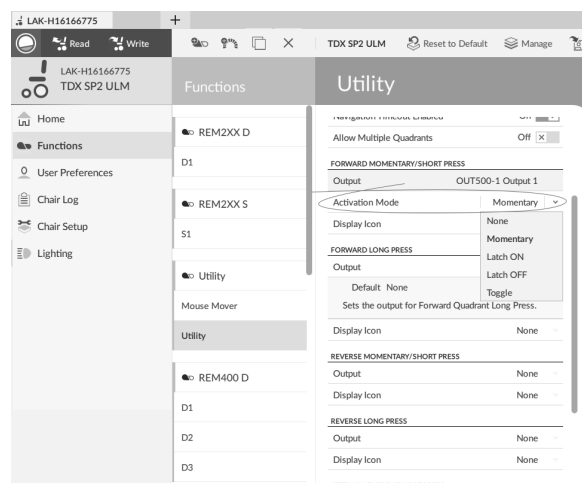 LAK-H16166775
Read Write TDX SP2 ULM Reset to Default Manage
LAK-H16166775
TDX SP2 ULM
Home
Functions
User Preferences
Chair Log
Chair Setup
Lighting
Functions
REM2XX D
D1
REM2XX S
S1
Utility
Mouse Mover
Utility
REM400 D
D1
D2
D3
Utility
Navigation Timeout Enabled
Allow Multiple Quadrants Off
FORWARD MOMENTARY/SHORT PRESS
Output OUT500-1 Output 1
Activation Mode Momentary
Display Icon
None
Momentary
Latch ON
Latch OFF
Toggle
FORWARD LONG PRESS
Output
Default None
Sets the output for Forward Quadrant Long Press.
Display Icon None
REVERSE MOMENTARY/SHORT PRESS
Output None
Display Icon None
REVERSE LONG PRESS
Output None
Display Icon None